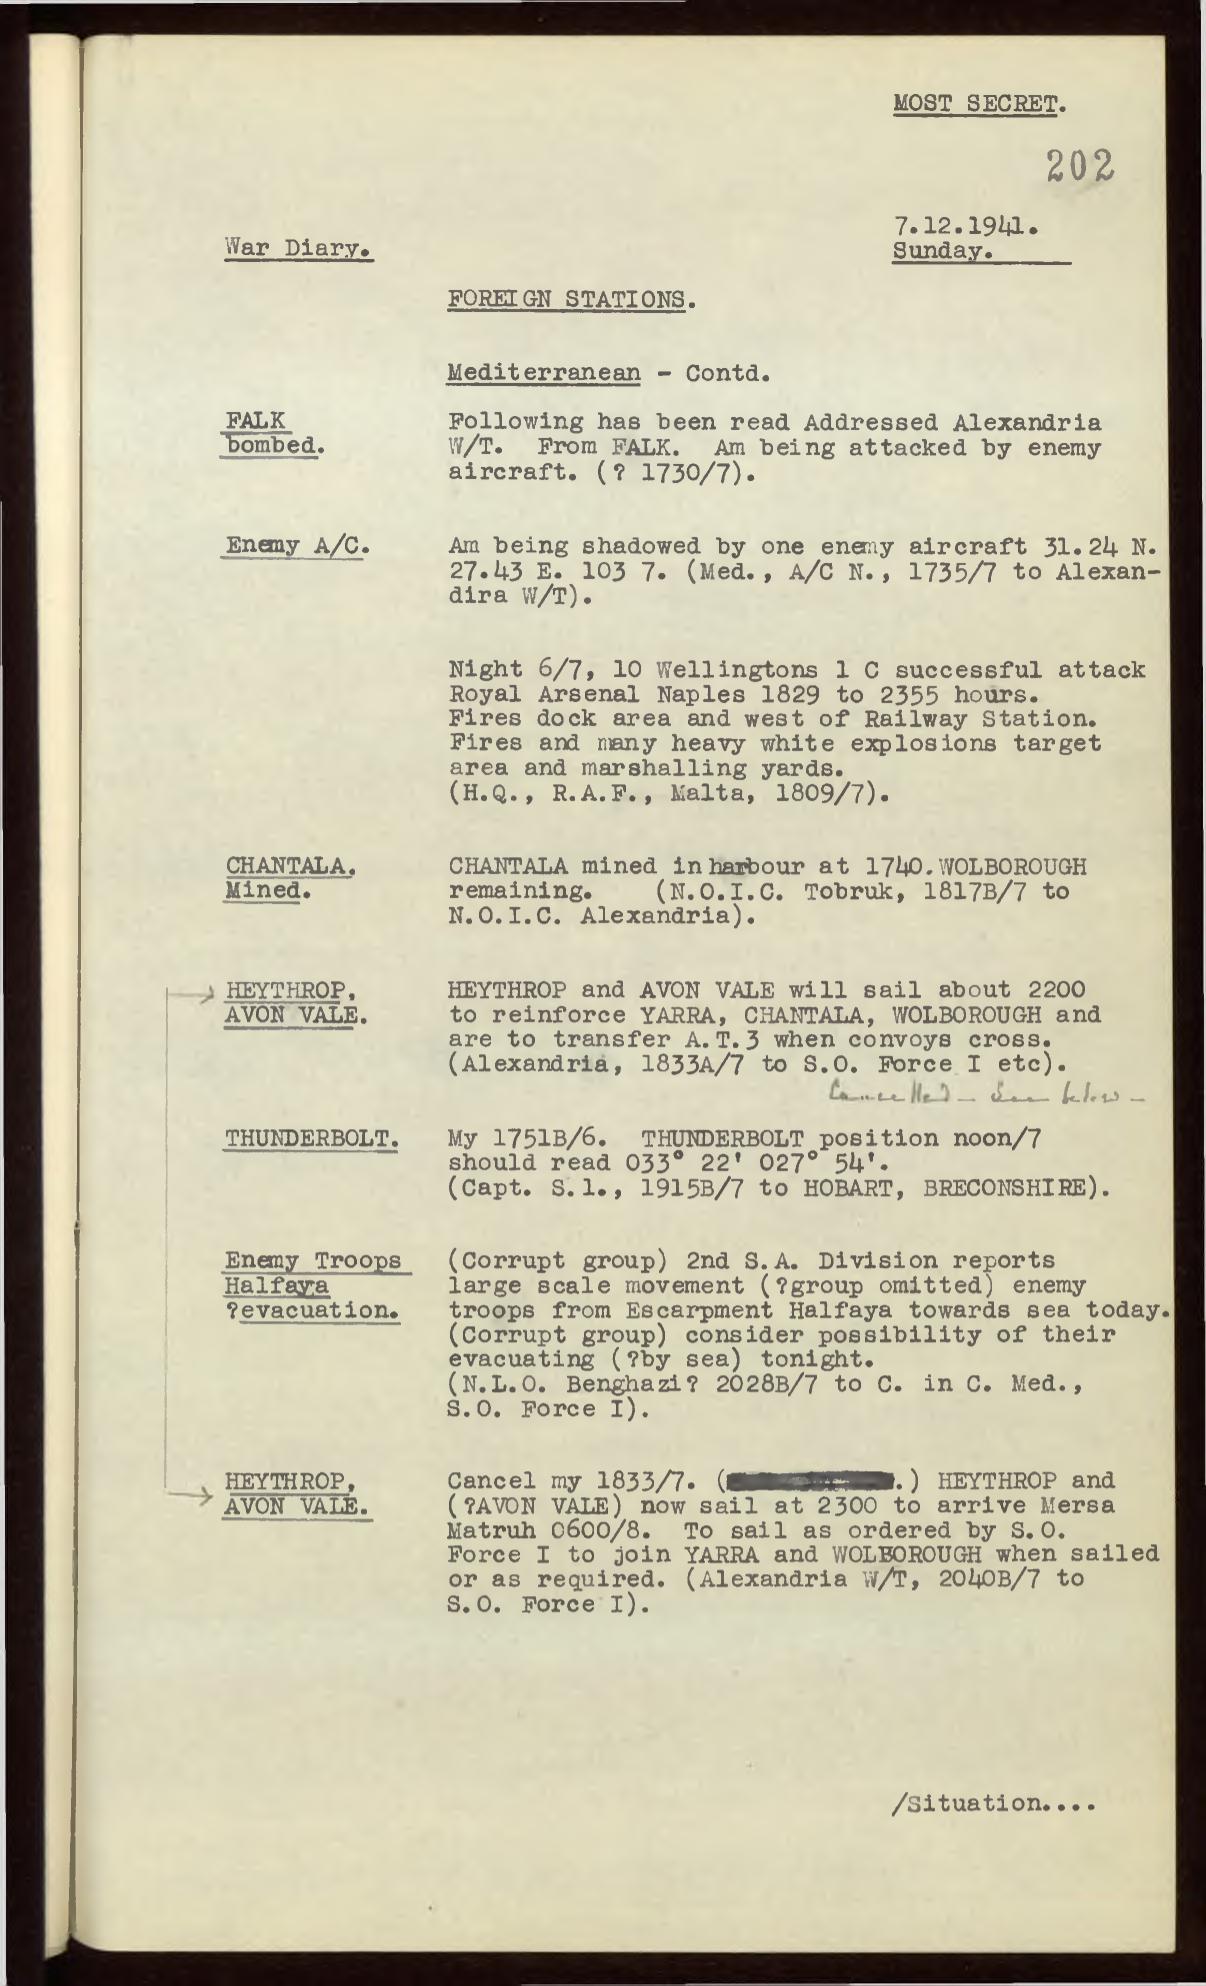 MOST SECRET.
202
7.12.1941.
War Diary.
Sunday.
FOREIGN STATIONS.
Mediterranean - Contd.
FALK
bombed.
Following has been read Addressed Alexandria
W/T. From FALK. Am being attacked by enemy
aircraft. (? 1730/7).
Enemy A/C.
Am being shadowed by one enemy aircraft 31.24 N.
27.43 E. 103 7. (Med., A/C N., 1735/7 to Alexan-
dira W/T).
Night 6/7, 10 Wellingtons 1 C successful attack
Royal Arsenal Naples 1829 to 2355 hours.
Fires dock area and west of Railway Station.
Fires and many heavy white explosions target
area and marshalling yards.
(H.Q., R.A.F., Malta, 1809/7).
CHANTALA.
Mined.
CHANTALA mined in harbour at 1740. WOLBOROUGH
remaining. (N.O.I.C. Tobruk, 1817B/7 to
N.O.I.C. Alexandria).
HEYTHROP,
AVON VALE.
HEYTHROP and AVON VALE will sail about 2200
to reinforce YARRA, CHANTALA, WOLBOROUGH and
are to transfer A.T.3 when convoys cross.
(Alexandria, 1833A/7 to S.O. Force I etc).
Cancelled - See below -
THUNDERBOLT.
My 1751B/6. THUNDERBOLT position noon/7
should read 033° 22' 027° 54'.
(Capt. S.1., 1915B/7 to HOBART, BRECONSHIRE).
Enemy Troops
Halfaya
?evacuation.
(Corrupt group) 2nd S.A. Division reports
large scale movement (?group omitted) enemy
troops from Escarpment Halfaya towards sea today.
(Corrupt group) consider possibility of their
evacuating (?by sea) tonight.
(N.L.O. Benghazi? 2028B/7 to C. in C. Med.,
S.O. Force I).
HEYTHROP,
AVON VALE.
Cancel my 1833/7. ( .) HEYTHROP and
(?AVON VALE) now sail at 2300 to arrive Mersa
Matruh 0600/8. To sail as ordered by S.O.
Force I to join YARRA and WOLBOROUGH when sailed
or as required. (Alexandria W/T, 2040B/7 to
S.O. Force I).
/Situation....